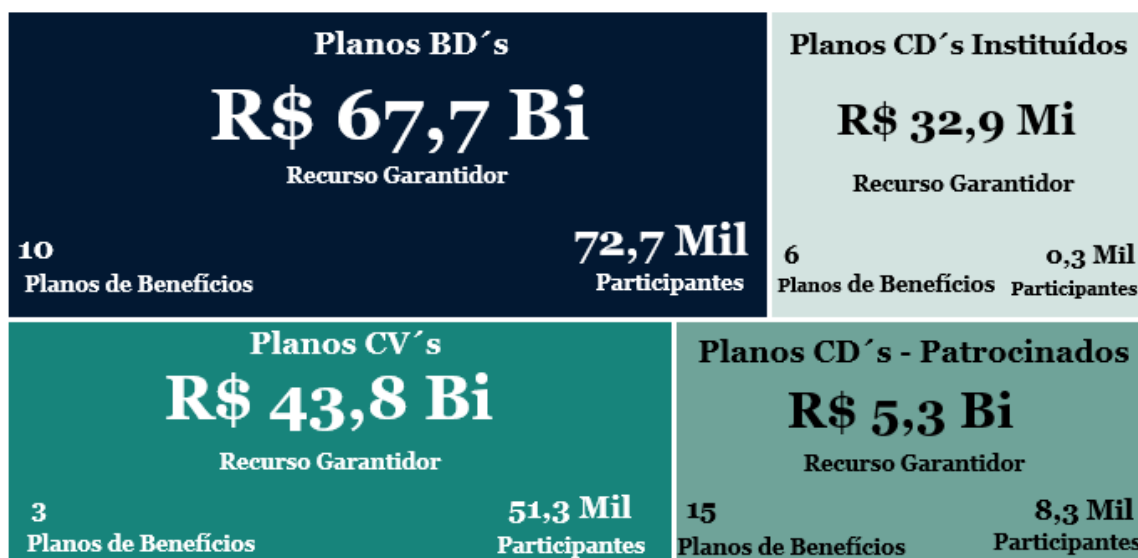 Planos BD´s
R$ 67,7 Bi
Recurso Garantidor
10
Planos de Benefícios
72,7 Mil
Participantes
Planos CD´s Instituídos
R$ 32,9 Mi
Recurso Garantidor
6
Planos de Benefícios
0,3 Mil
Participantes
Planos CV´s
R$ 43,8 Bi
Recurso Garantidor
3
Planos de Benefícios
51,3 Mil
Participantes
Planos CD´s - Patrocinados
R$ 5,3 Bi
Recurso Garantidor
15
Planos de Benefícios
8,3 Mil
Participantes